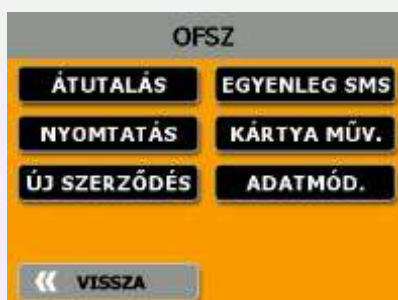 OFSZ
ÁTUTALÁS EGYENLEG SMS
NYOMTATÁS KÁRTYA MŰV.
ÚJ SZERZŐDÉS ADATMÓD.
VISSZA